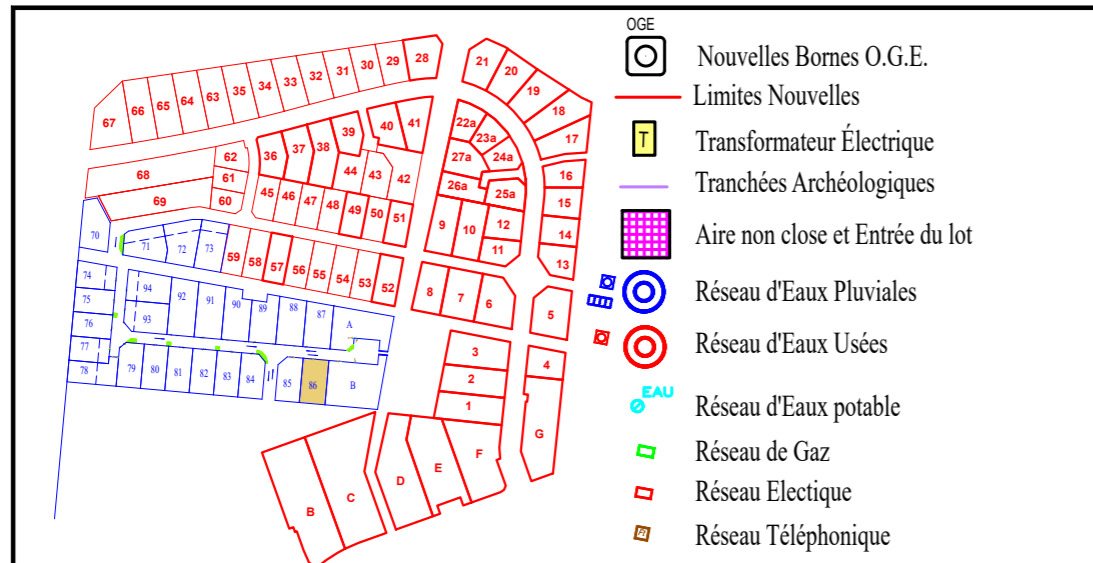 OGE
Nouvelles Bornes O.G.E.
Limites Nouvelles
T
Transformateur Électrique
Tranchées Archéologiques
Aire non close et Entrée du lot
Réseau d'Eaux Pluviales
Réseau d'Eaux Usées
EAU
Réseau d'Eaux potable
Réseau de Gaz
Réseau Electique
Réseau Téléphonique
67 66 65 64 63 35 34 33 32 31 30 29 28
21 20 19 18 17
68 69
62 61 60
36 37 38 39 40 41
44 43 42
45 46 47 48 49 50 51
22a 23a 24a 27a 26a 25a
16 15 14 13
9 10 12 11
70 71 72 73 59 58 57 56 55 54 53 52
8 7 6 5
74 75 76 77 78
94 93 92 91 90 89 88 87 A
79 80 81 82 83 84 85 86 B
3 2 1
4 G
B C D E F